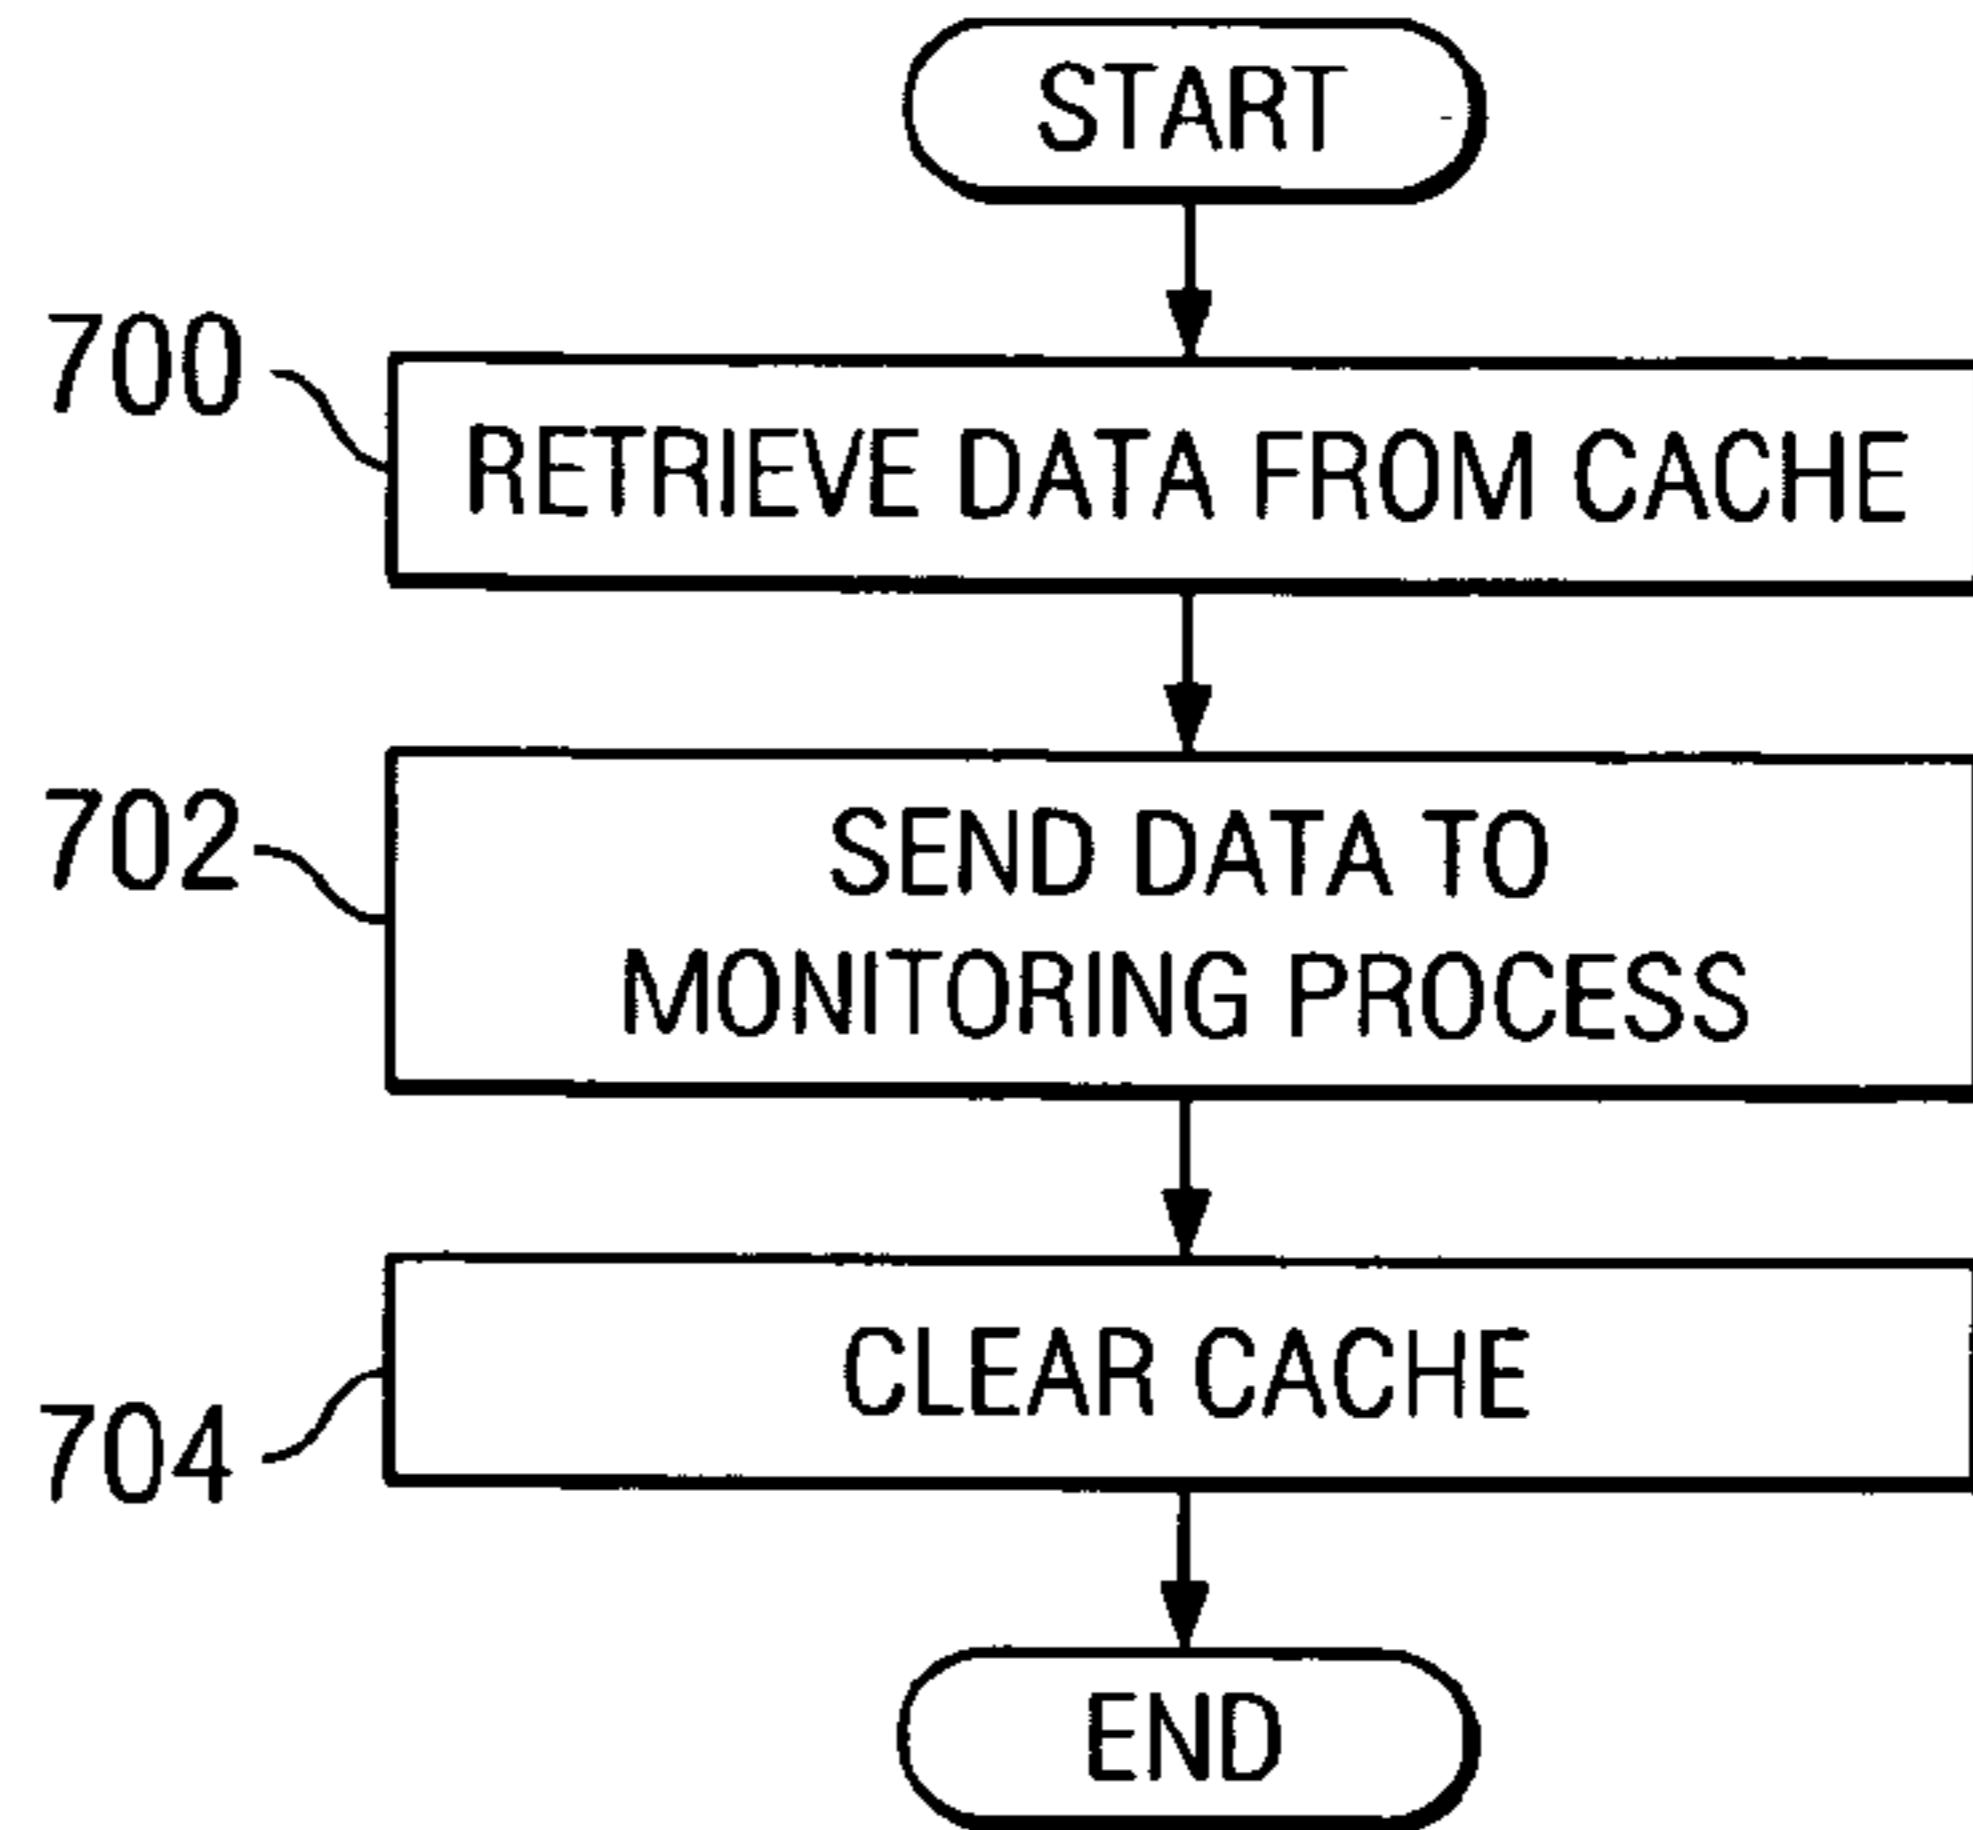 START
700
RETRIEVE DATA FROM CACHE
702
SEND DATA TO
MONITORING PROCESS
704
CLEAR CACHE
END